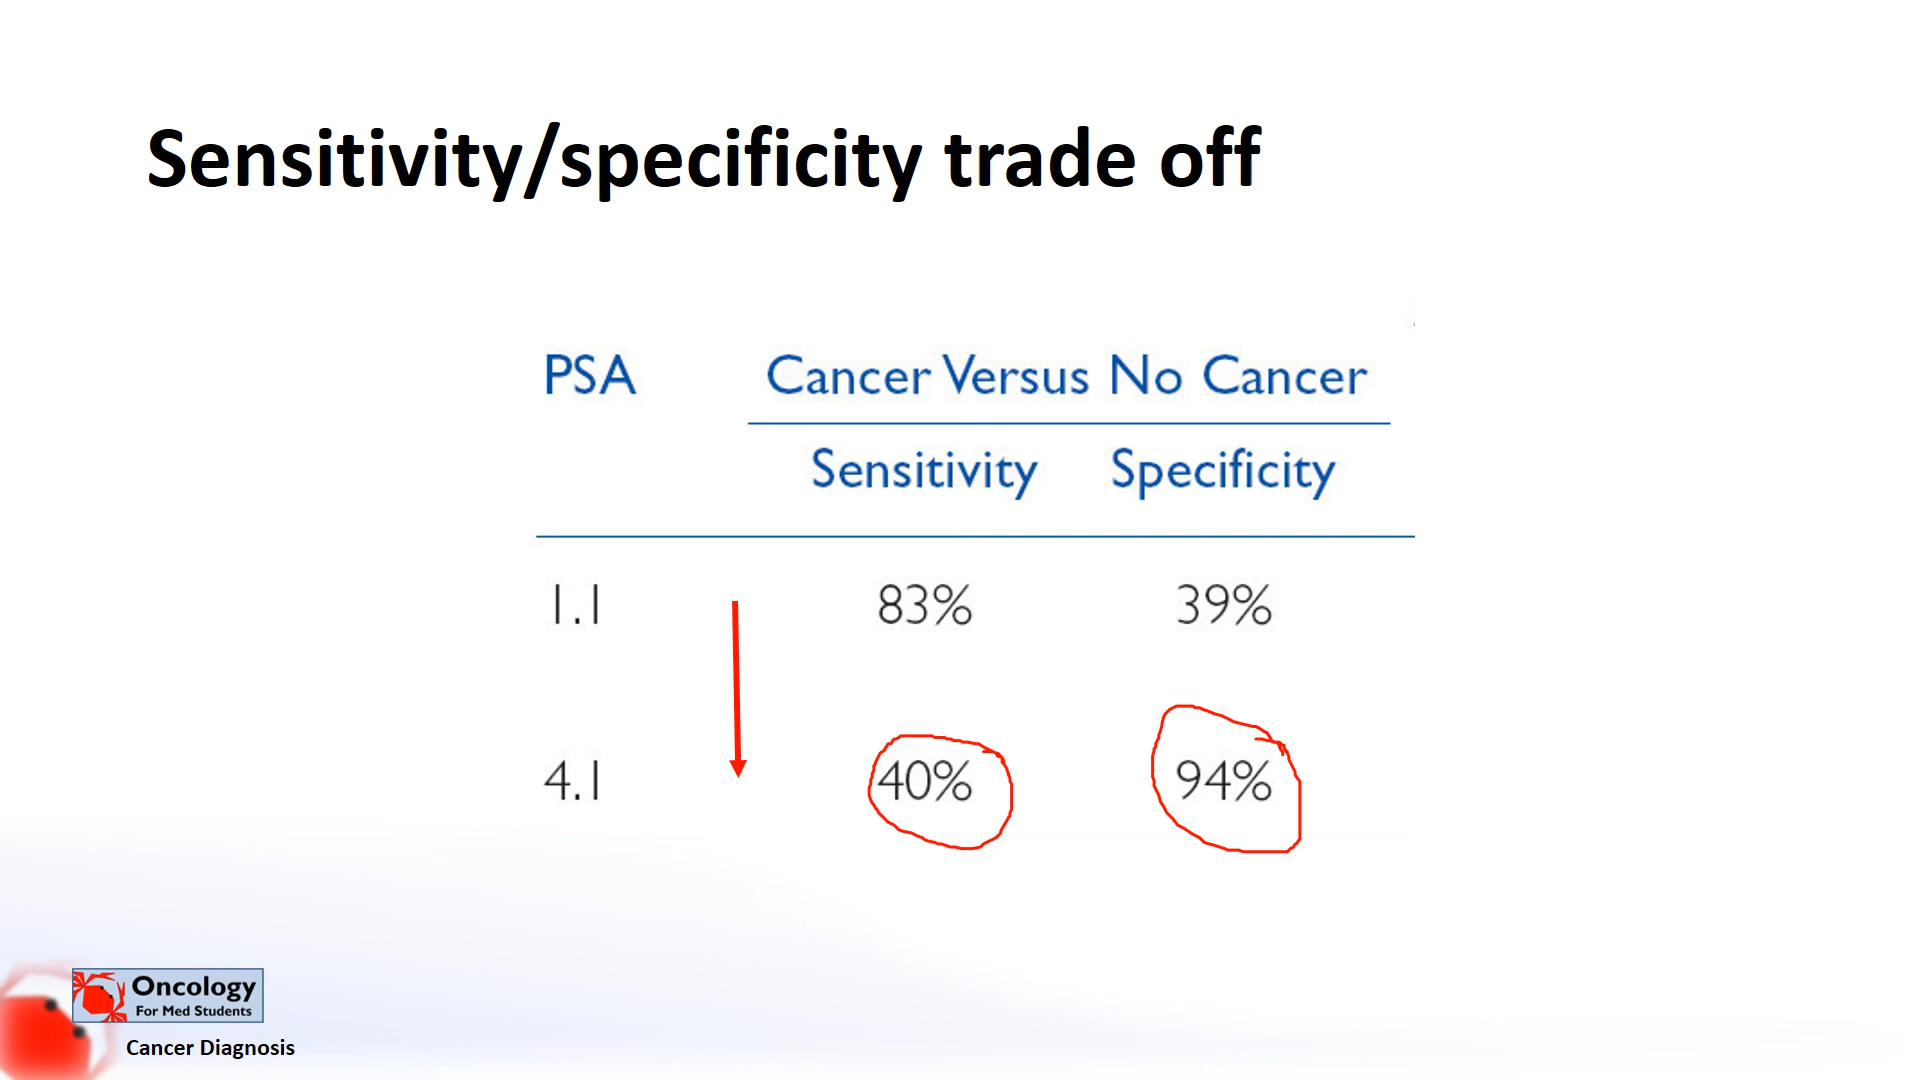 Sensitivity/specificity trade off
PSA Cancer Versus No Cancer
Sensitivity Specificity
1.1 83% 39%
4.1 40% 94%
Oncology
For Med Students
Cancer Diagnosis